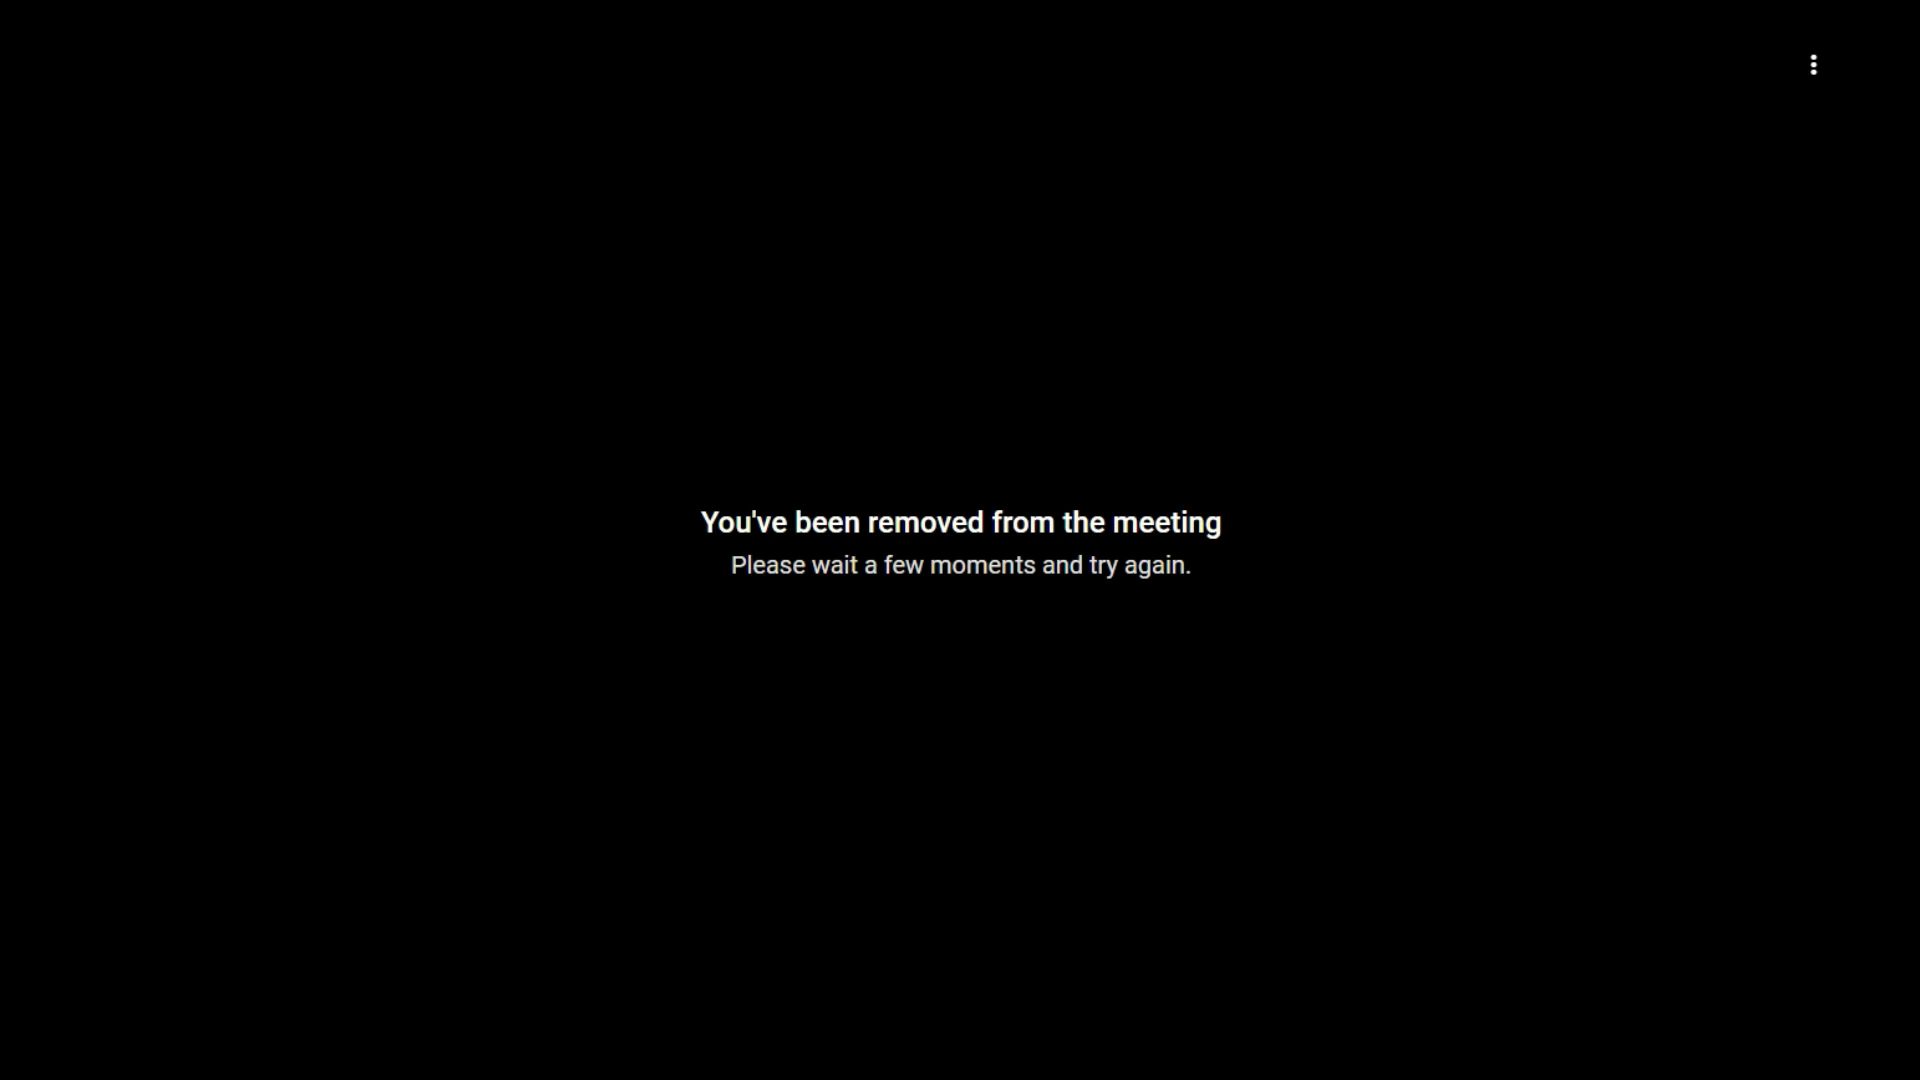 You've been removed from the meeting
Please wait a few moments and try again.